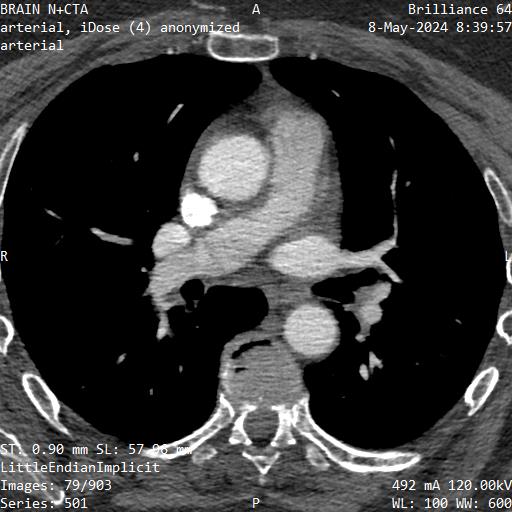 BRAIN N+CTA A Brilliance 64
arterial, iDose (4) anonymized 8-May-2024 8:39:57
arterial
R L
ST: 0.90 mm SL: 57.98 mm
LittleEndianImplicit
Images: 79/903 492 mA 120.00kV
Series: 501 P WL: 100 WW: 600